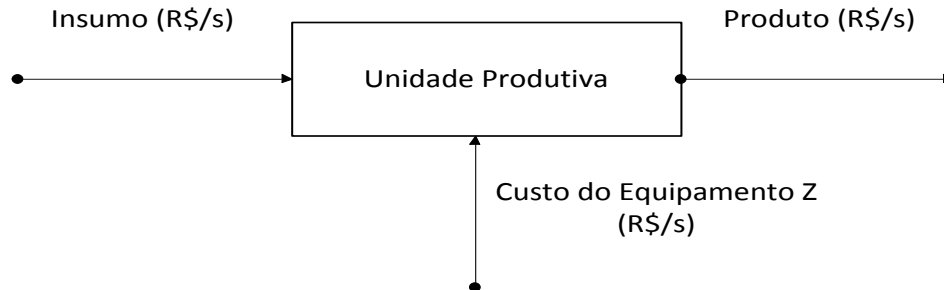 Insumo (R$/s)
Produto (R$/s)
Unidade Produtiva
Custo do Equipamento Z
(R$/s)